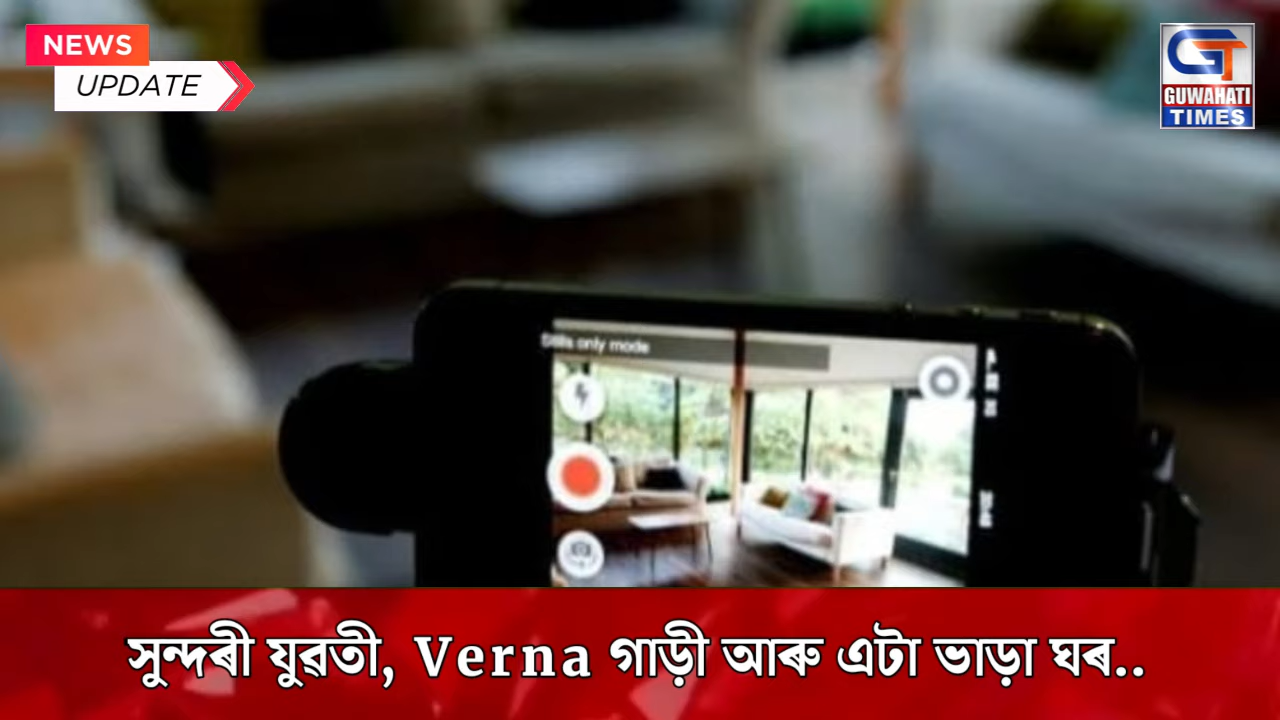 NEWS
UPDATE
GT
GUWAHATI
TIMES
Stills only mode
সুন্দৰী যুৱতী, Verna গাড়ী আৰু এটা ভাড়া ঘৰ..